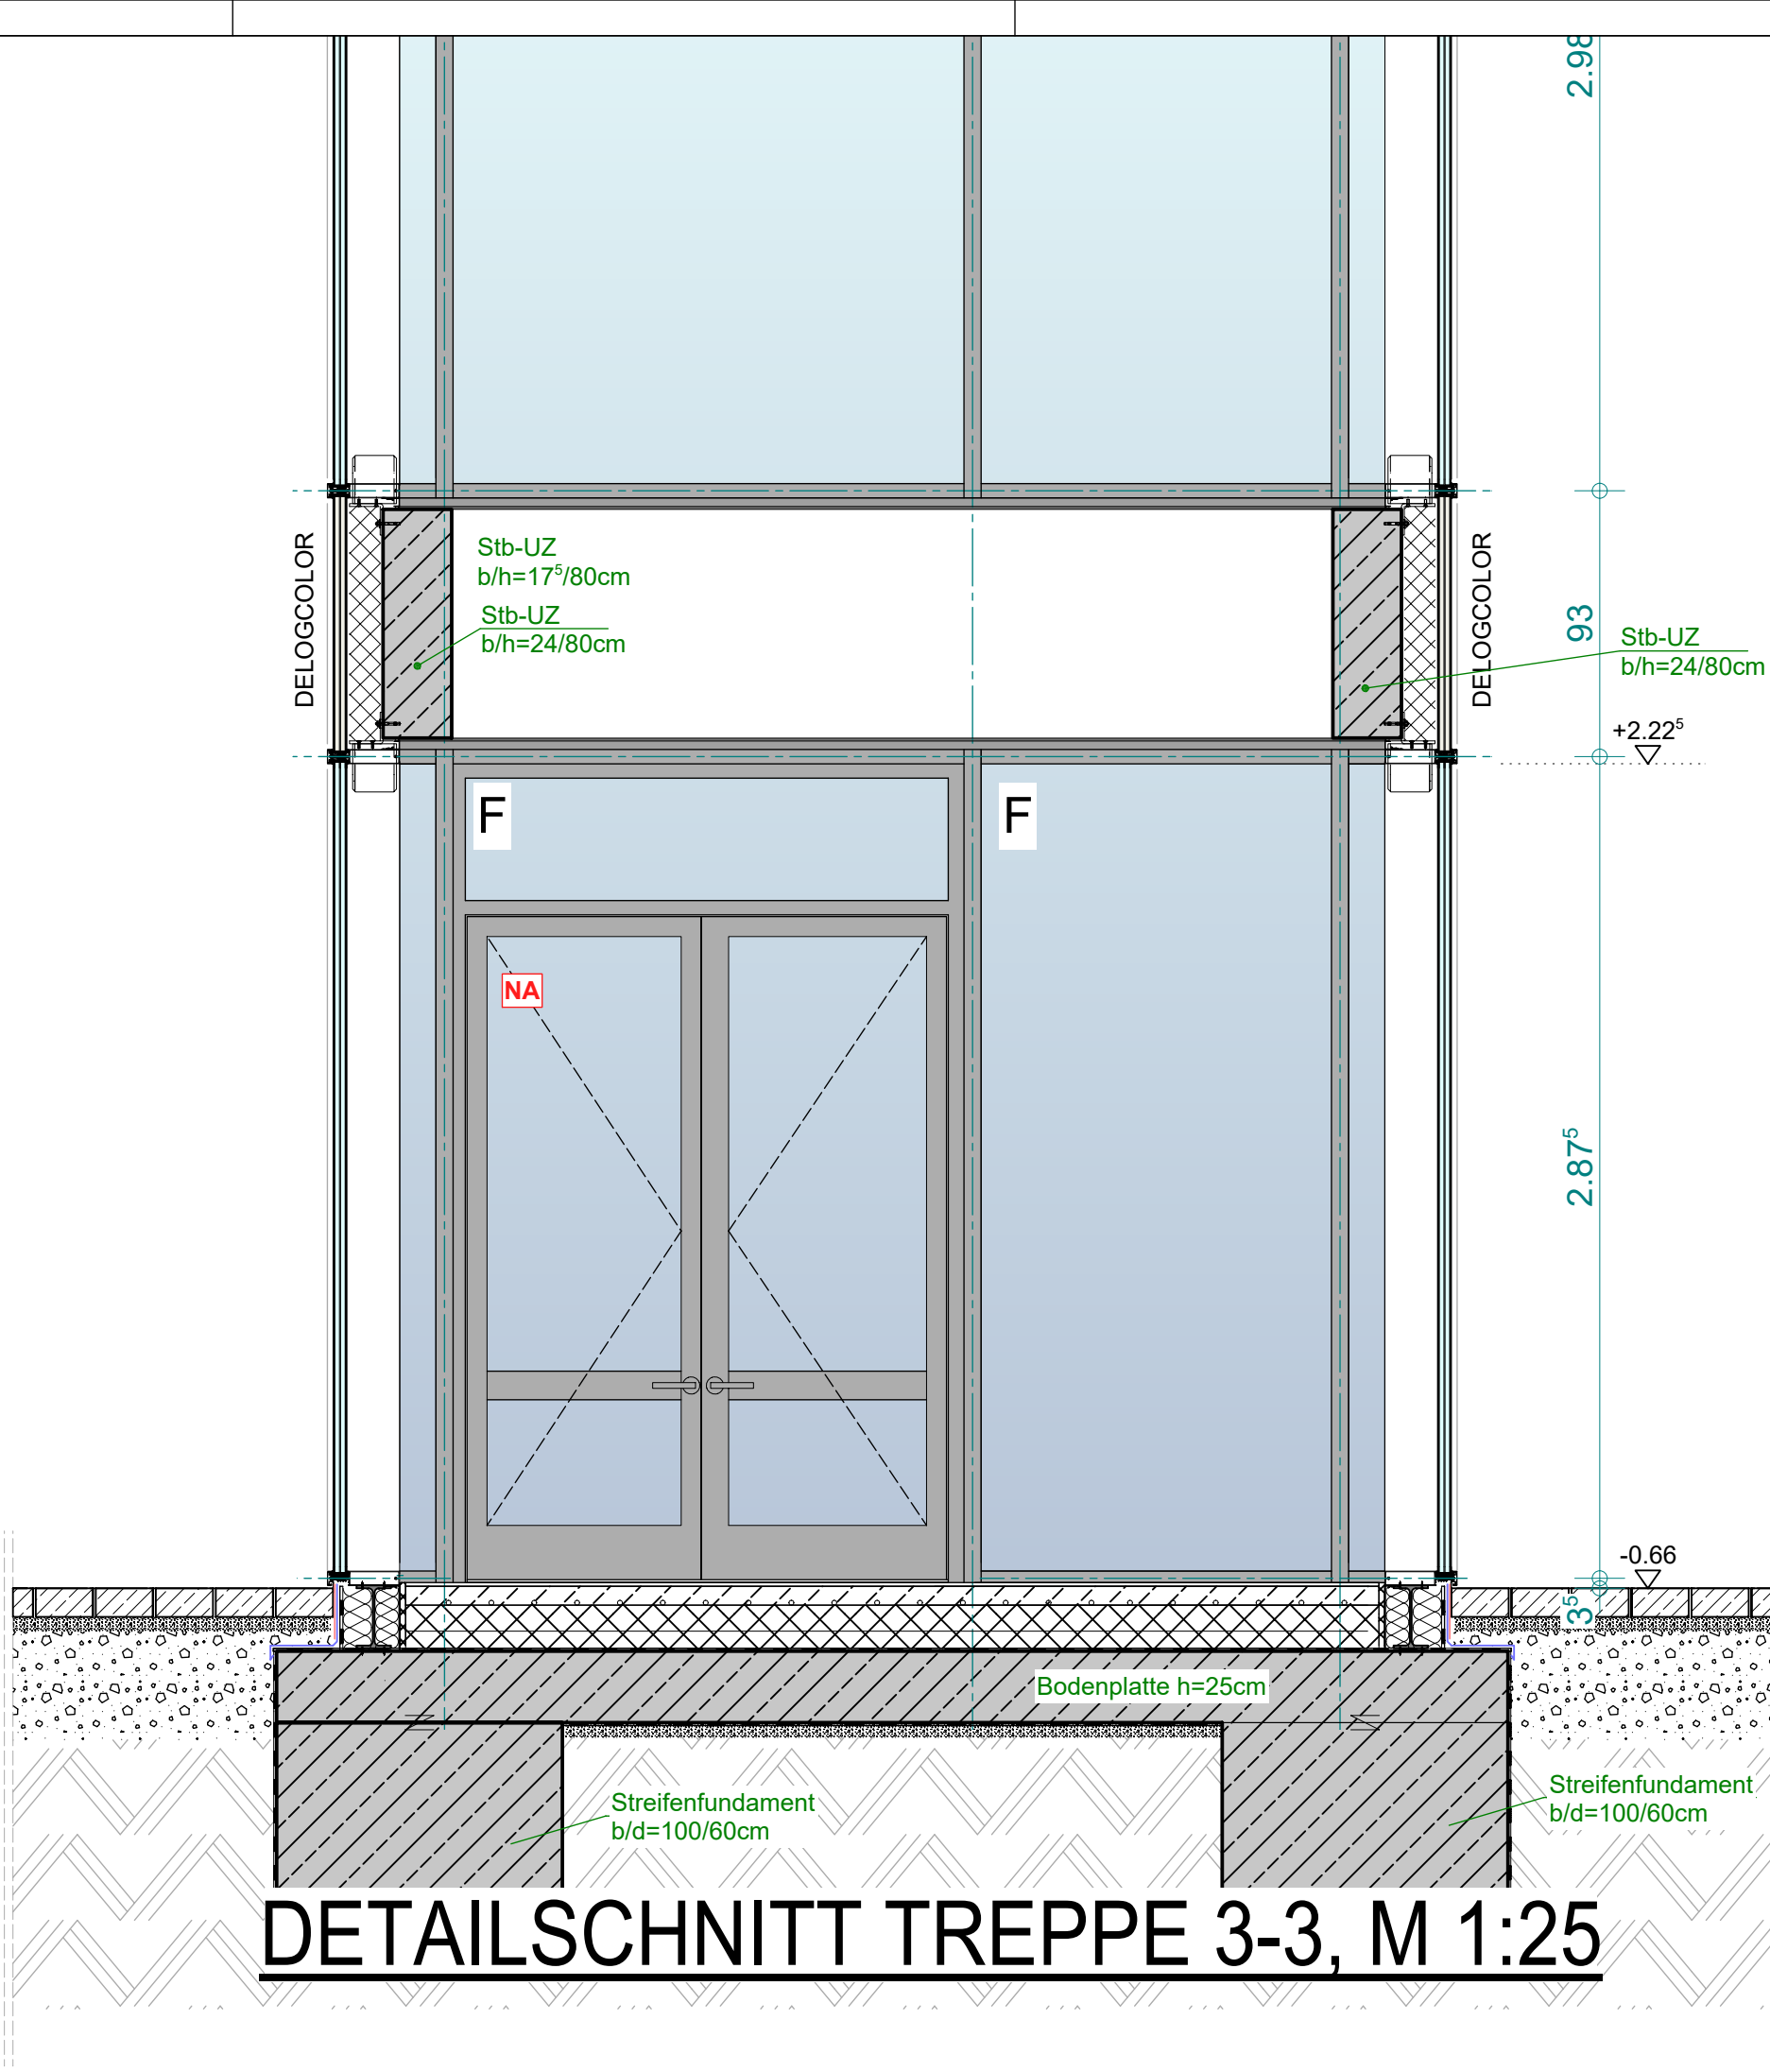 2.98
Stb-UZ
b/h=17⁵/80cm
Stb-UZ
b/h=24/80cm
DELOGCOLOR
DELOGCOLOR
93
Stb-UZ
b/h=24/80cm
+2.22⁵
F
F
NA
2.87⁵
-0.66
3⁵
Bodenplatte h=25cm
Streifenfundament
b/d=100/60cm
Streifenfundament
b/d=100/60cm
DETAILSCHNITT TREPPE 3-3, M 1:25